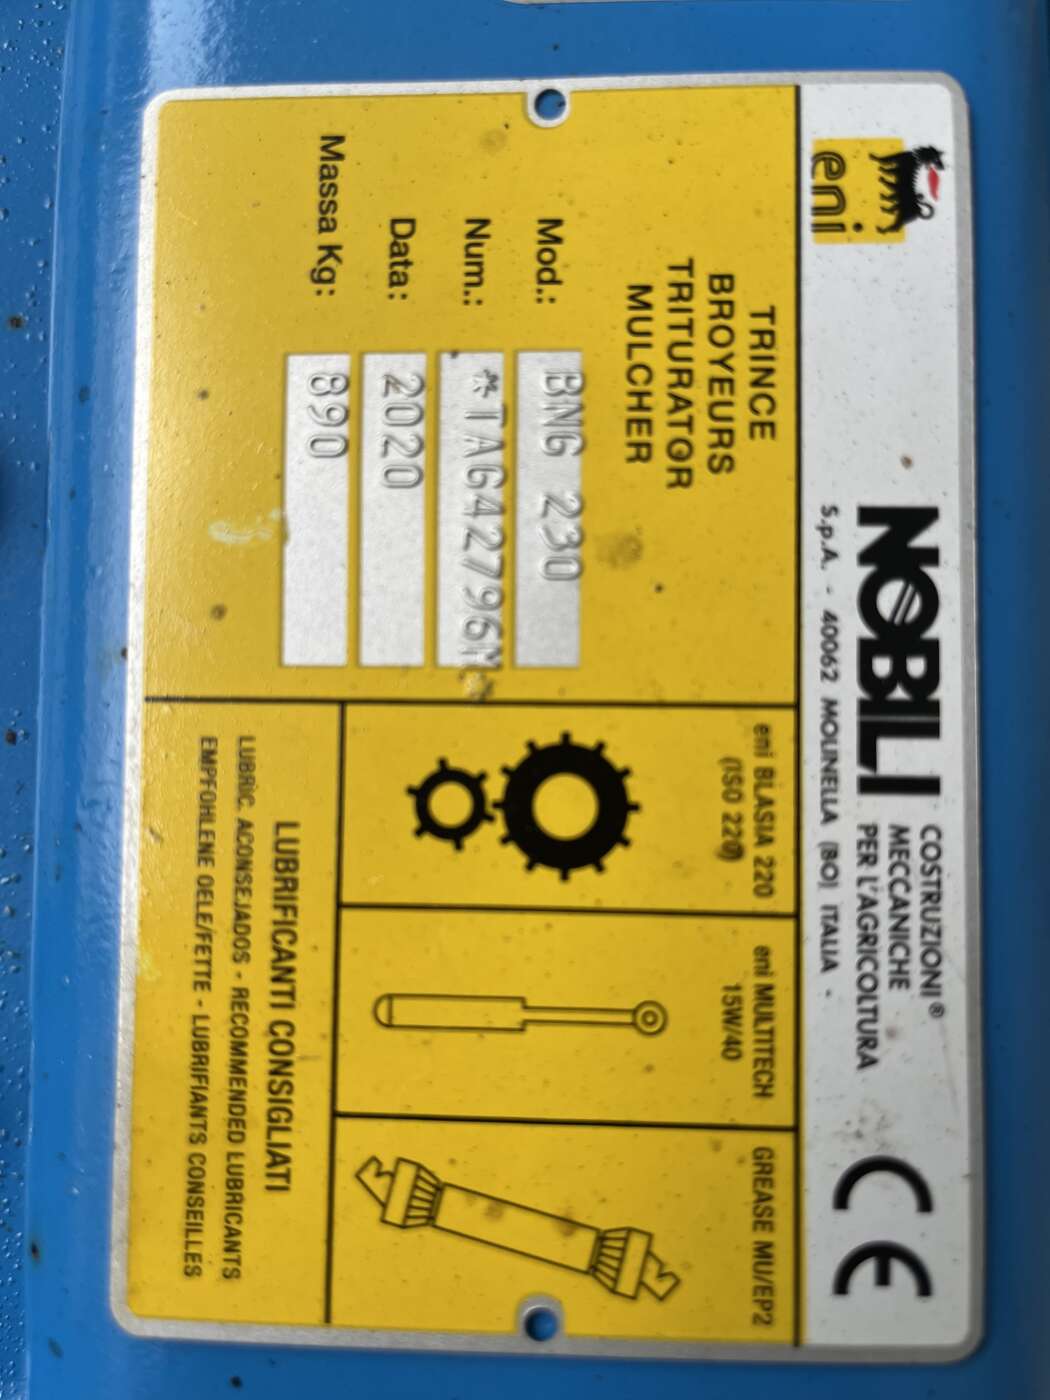 eni
NOBILI
COSTRUZIONI®
MECCANICHE
PER L'AGRICOLTURA
S.p.A. - 40062 MOLINELLA (BO) ITALIA -
CE
TRINCE
BROYEURS
TRITURATOR
MULCHER
Mod.: BNG 230
Num.: *TAG42796M
Data: 2020
Massa Kg: 890
eni BLASIA 220
(ISO 220)
eni MULTITECH
15W/40
GREASE MU/EP2
LUBRIFICANTI CONSIGLIATI
LUBRIC. ACONSEJADOS - RECOMMENDED LUBRICANTS
EMPFOHLENE OELE/FETTE - LUBRIFIANTS CONSEILLES